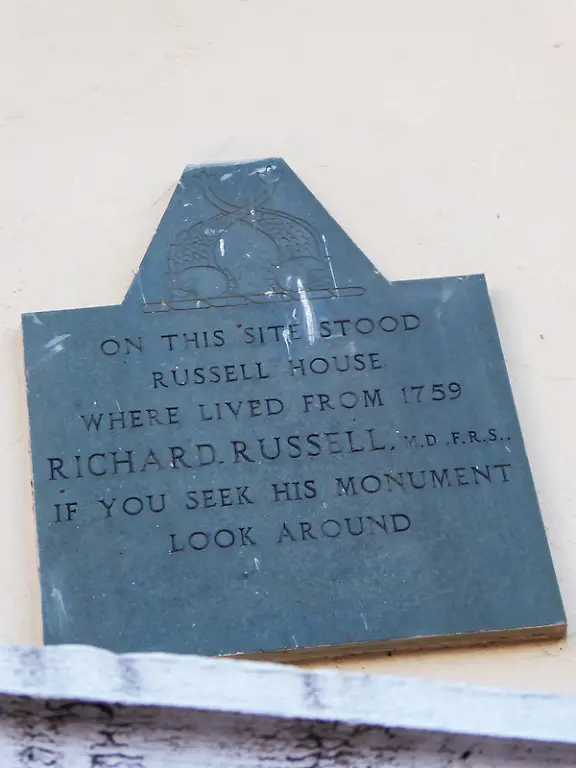 ON THIS SITE STOOD
RUSSELL HOUSE
WHERE LIVED FROM 1759
RICHARD RUSSELL, M.D., F.R.S.,
IF YOU SEEK HIS MONUMENT
LOOK AROUND